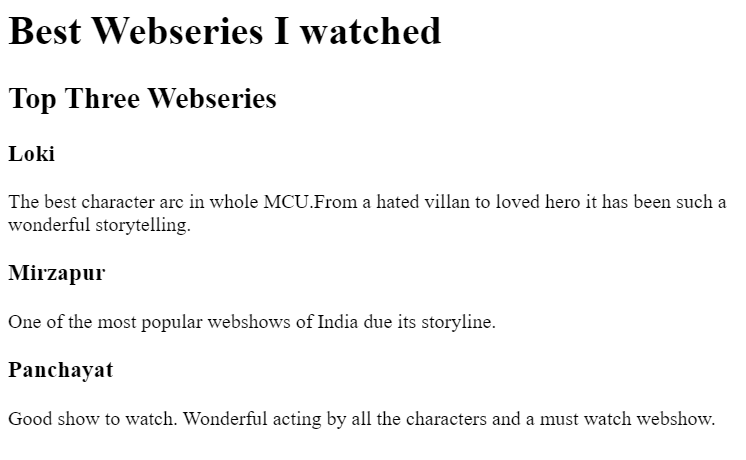 Best Webseries I watched
Top Three Webseries
Loki
The best character arc in whole MCU.From a hated villan to loved hero it has been such a
wonderful storytelling.
Mirzapur
One of the most popular webshows of India due its storyline.
Panchayat
Good show to watch. Wonderful acting by all the characters and a must watch webshow.